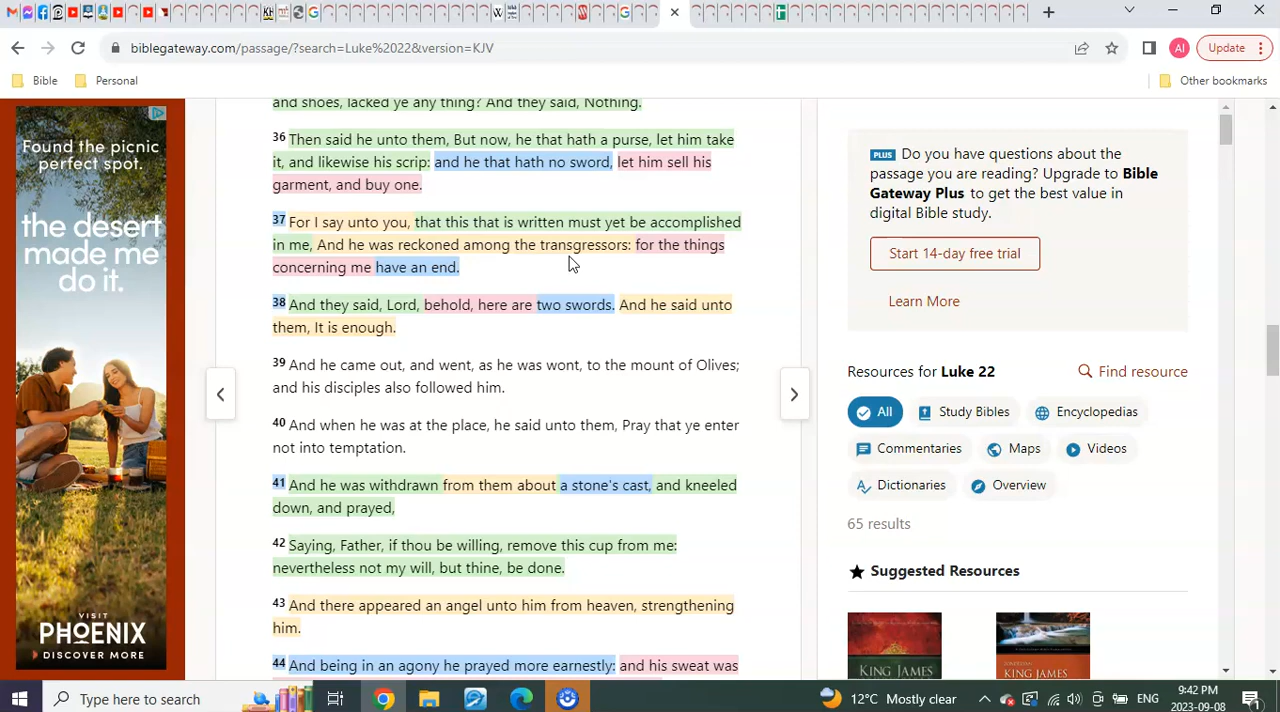 biblegateway.com/passage/?search=Luke%2022&version=KJV
AI
Update
Bible
Personal
Other bookmarks
Found the picnic
perfect spot.
the desert
made me
do it.
VISIT
PHOENIX
DISCOVER MORE
and shoes, lacked ye any thing? And they said, Nothing.
36 Then said he unto them, But now, he that hath a purse, let him take
it, and likewise his scrip: and he that hath no sword, let him sell his
garment, and buy one.
37 For I say unto you, that this that is written must yet be accomplished
in me, And he was reckoned among the transgressors: for the things
concerning me have an end.
38 And they said, Lord, behold, here are two swords. And he said unto
them, It is enough.
39 And he came out, and went, as he was wont, to the mount of Olives;
and his disciples also followed him.
40 And when he was at the place, he said unto them, Pray that ye enter
not into temptation.
41 And he was withdrawn from them about a stone's cast, and kneeled
down, and prayed,
42 Saying, Father, if thou be willing, remove this cup from me:
nevertheless not my will, but thine, be done.
43 And there appeared an angel unto him from heaven, strengthening
him.
44 And being in an agony he prayed more earnestly: and his sweat was
PLUS Do you have questions about the
passage you are reading? Upgrade to Bible
Gateway Plus to get the best value in
digital Bible study.
Start 14-day free trial
Learn More
Resources for Luke 22
Find resource
All
Study Bibles
Encyclopedias
Commentaries
Maps
Videos
Dictionaries
Overview
65 results
Suggested Resources
KING JAMES
KING JAMES
Type here to search
12°C Mostly clear
ENG
9:42 PM
2023-09-08
1